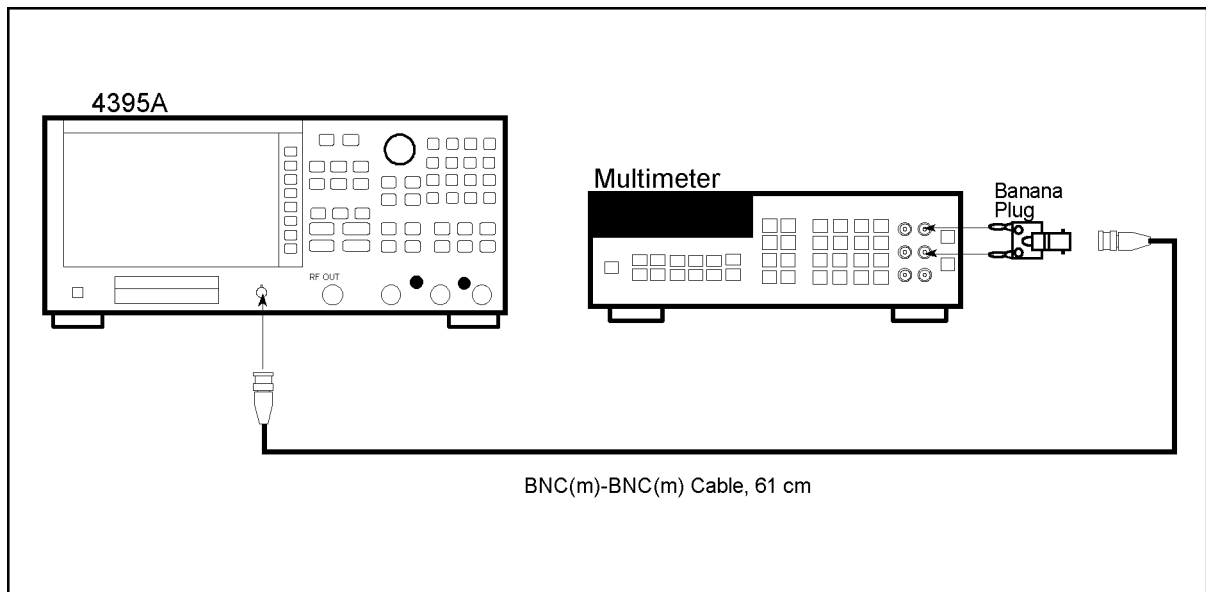 4395A
RF OUT
Multimeter
Banana
Plug
BNC(m)-BNC(m) Cable, 61 cm